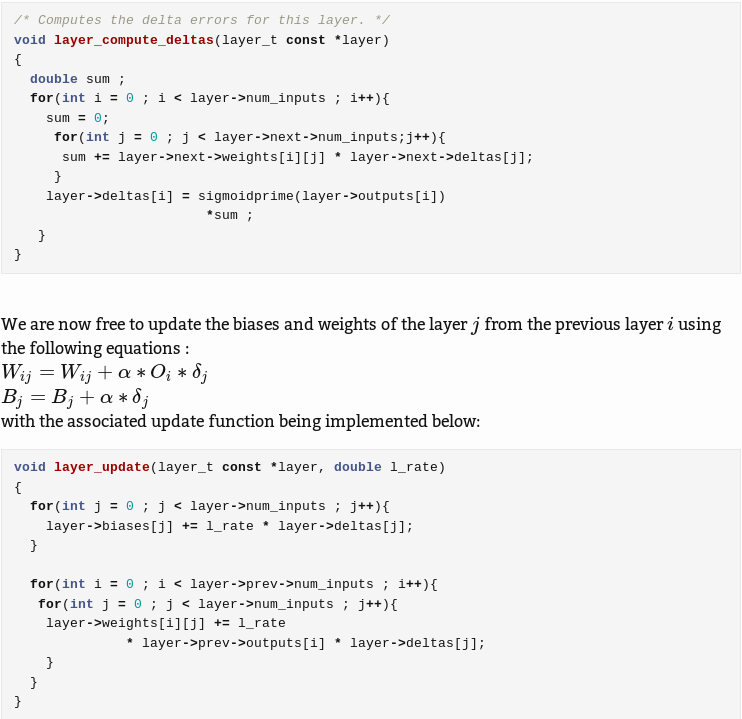 /* Computes the delta errors for this layer. */
void layer_compute_deltas(layer_t const *layer)
{
  double sum ;
  for(int i = 0 ; i < layer->num_inputs ; i++){
    sum = 0;
     for(int j = 0 ; j < layer->next->num_inputs;j++){
      sum += layer->next->weights[i][j] * layer->next->deltas[j];
     }
    layer->deltas[i] = sigmoidprime(layer->outputs[i])
                        *sum ;
   }
}
We are now free to update the biases and weights of the layer j from the previous layer i using
the following equations :
W_{ij} = W_{ij} + α ∗ O_i ∗ δ_j
B_j = B_j + α ∗ δ_j
with the associated update function being implemented below:
void layer_update(layer_t const *layer, double l_rate)
{
  for(int j = 0 ; j < layer->num_inputs ; j++){
    layer->biases[j] += l_rate * layer->deltas[j];
  }
  for(int i = 0 ; i < layer->prev->num_inputs ; i++){
   for(int j = 0 ; j < layer->num_inputs ; j++){
    layer->weights[i][j] += l_rate
              * layer->prev->outputs[i] * layer->deltas[j];
    }
  }
}